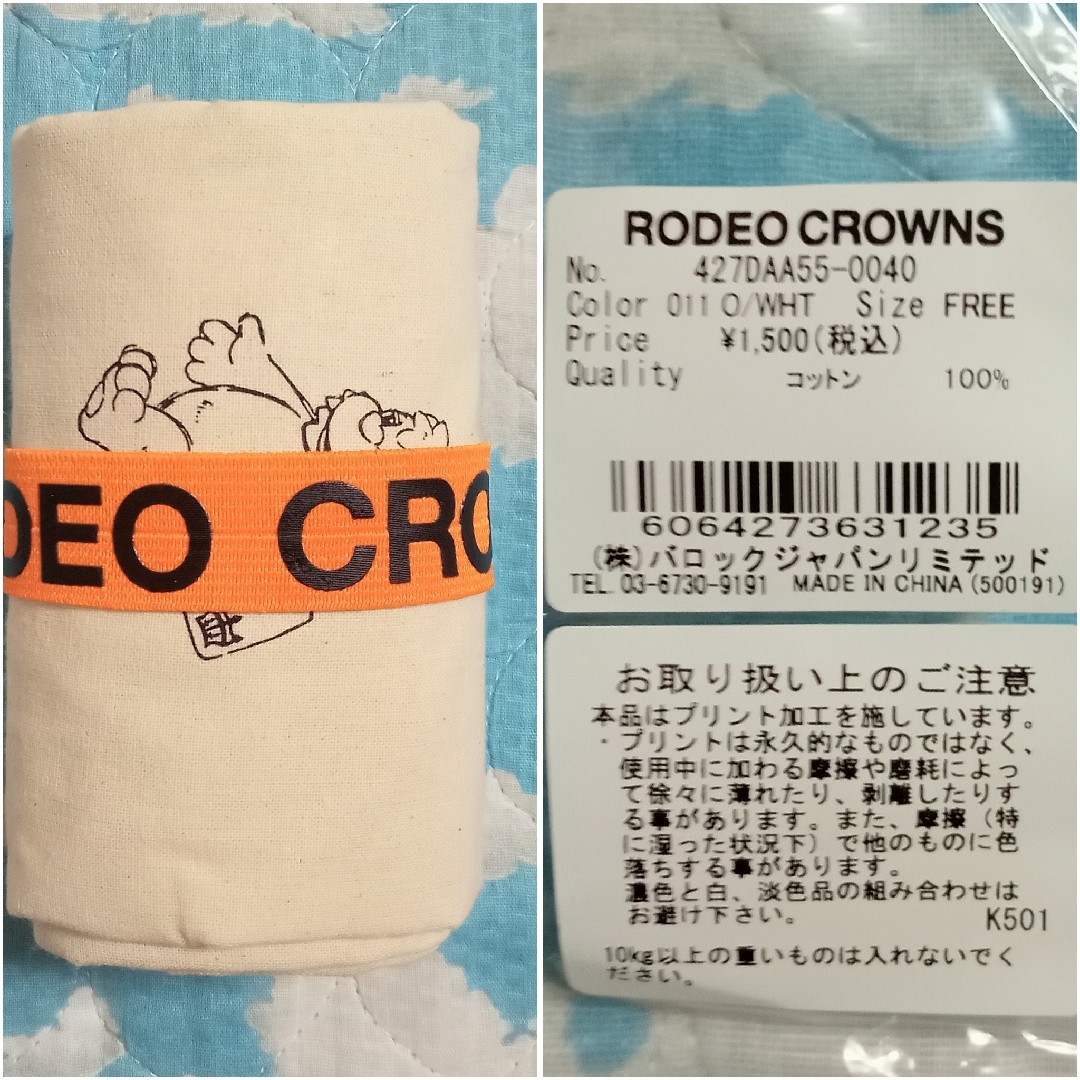 DEO CRO
RODEO CROWNS
No. 427DAA55-0040
Color 011 O/WHT Size FREE
Price ¥1,500(税込)
Quality コットン 100%
6064273631235
(株)バロックジャパンリミテッド
TEL. 03-6730-9191 MADE IN CHINA (500191)
お取り扱い上のご注意
本品はプリント加工を施しています。
・プリントは永久的なものではなく、
使用中に加わる摩擦や磨耗によっ
て徐々に薄れたり、剥離したりす
る事があります。また、摩擦（特
に湿った状況下）で他のものに色
落ちする事があります。
濃色と白、淡色品の組み合わせは
お避け下さい。
K501
10kg以上の重いものは入れないでく
ださい。